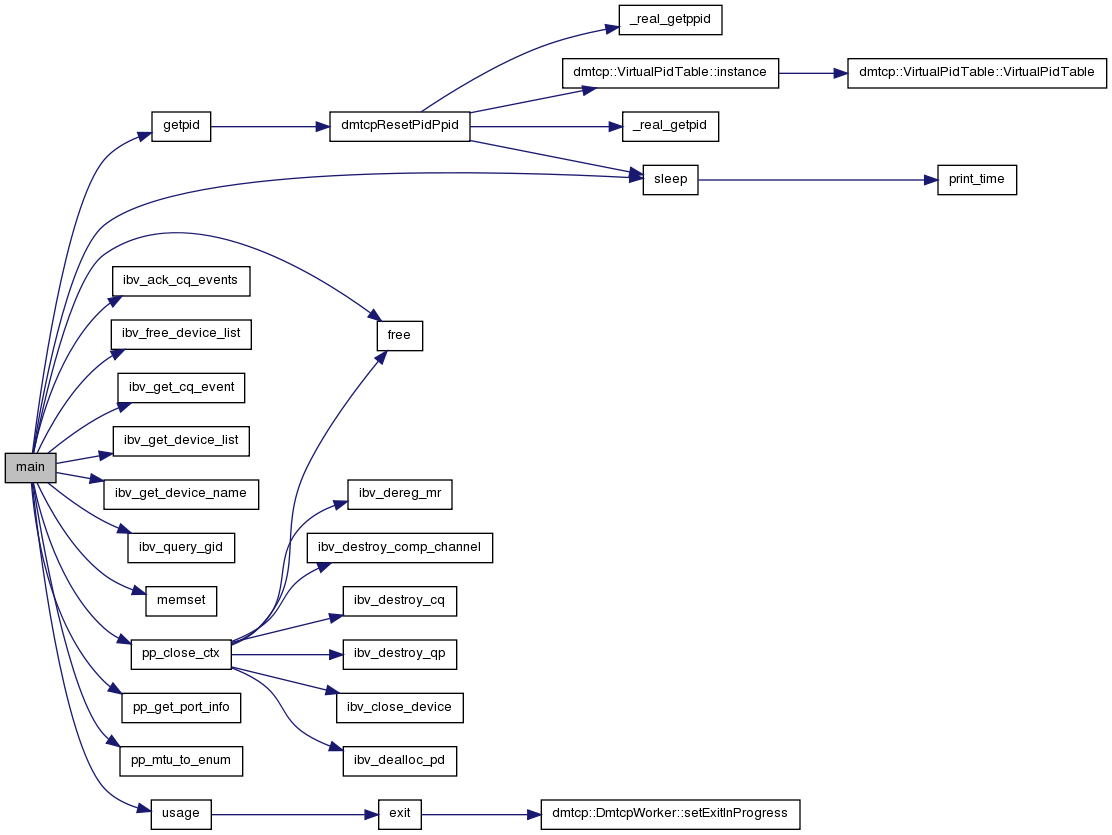 _real_getppid
dmtcp::VirtualPidTable::instance
dmtcp::VirtualPidTable::VirtualPidTable
getpid
dmtcpResetPidPpid
_real_getpid
sleep
print_time
ibv_ack_cq_events
ibv_free_device_list
free
ibv_get_cq_event
ibv_get_device_list
main
ibv_get_device_name
ibv_dereg_mr
ibv_query_gid
ibv_destroy_comp_channel
memset
ibv_destroy_cq
pp_close_ctx
ibv_destroy_qp
pp_get_port_info
ibv_close_device
pp_mtu_to_enum
ibv_dealloc_pd
usage
exit
dmtcp::DmtcpWorker::setExitInProgress